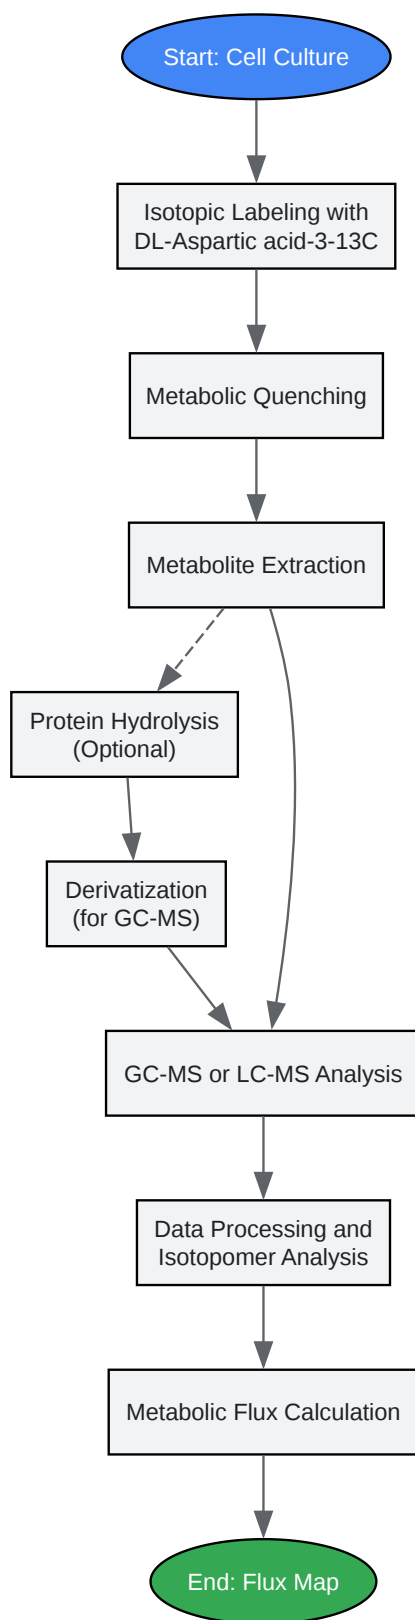 Start: Cell Culture
Isotopic Labeling with
DL-Aspartic acid-3-13C
Metabolic Quenching
Metabolite Extraction
Protein Hydrolysis
(Optional)
Derivatization
(for GC-MS)
GC-MS or LC-MS Analysis
Data Processing and
Isotopomer Analysis
Metabolic Flux Calculation
End: Flux Map